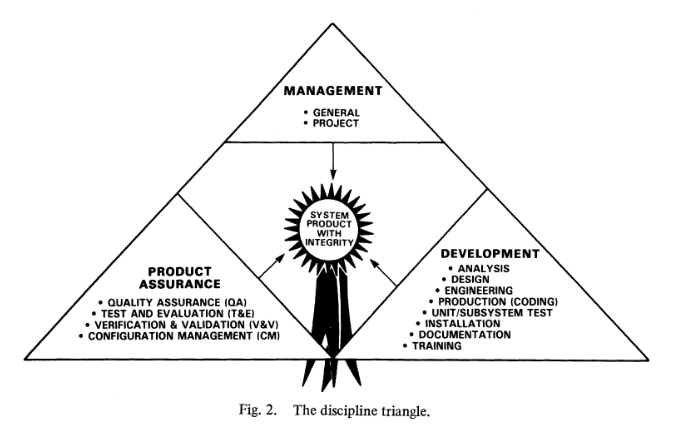 MANAGEMENT
• GENERAL
• PROJECT
SYSTEM
PRODUCT
WITH
INTEGRITY
PRODUCT
ASSURANCE
• QUALITY ASSURANCE (QA)
• TEST AND EVALUATION (T&E)
• VERIFICATION & VALIDATION (V&V)
• CONFIGURATION MANAGEMENT (CM)
DEVELOPMENT
• ANALYSIS
• DESIGN
• ENGINEERING
• PRODUCTION (CODING)
• UNIT/SUBSYSTEM TEST
• INSTALLATION
• DOCUMENTATION
• TRAINING
Fig. 2. The discipline triangle.